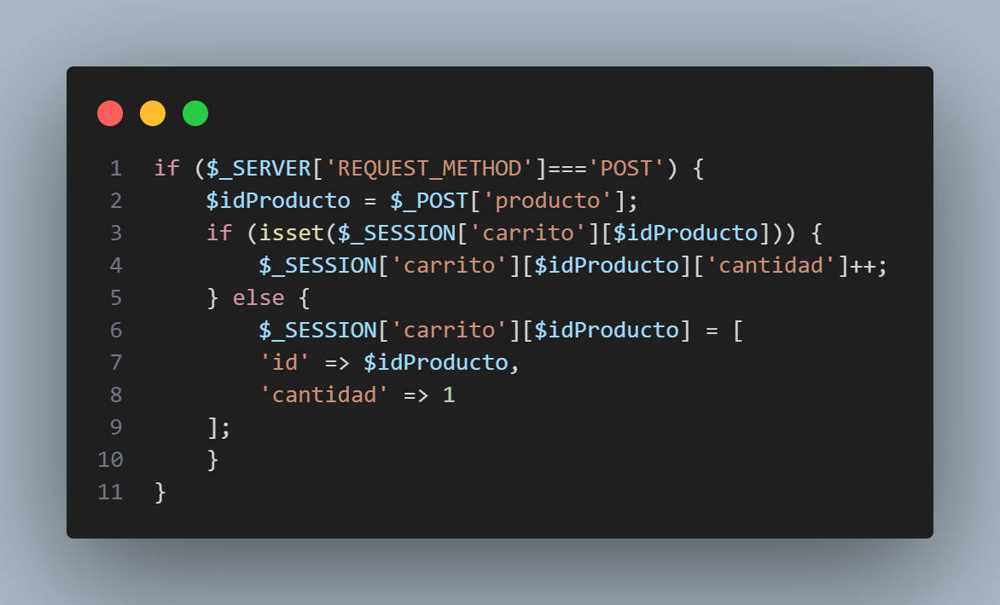 1 if ($_SERVER['REQUEST_METHOD']==='POST') {
2     $idProducto = $_POST['producto'];
3     if (isset($_SESSION['carrito'][$idProducto])) {
4         $_SESSION['carrito'][$idProducto]['cantidad']++;
5     } else {
6         $_SESSION['carrito'][$idProducto] = [
7         'id' => $idProducto,
8         'cantidad' => 1
9     ];
10     }
11 }